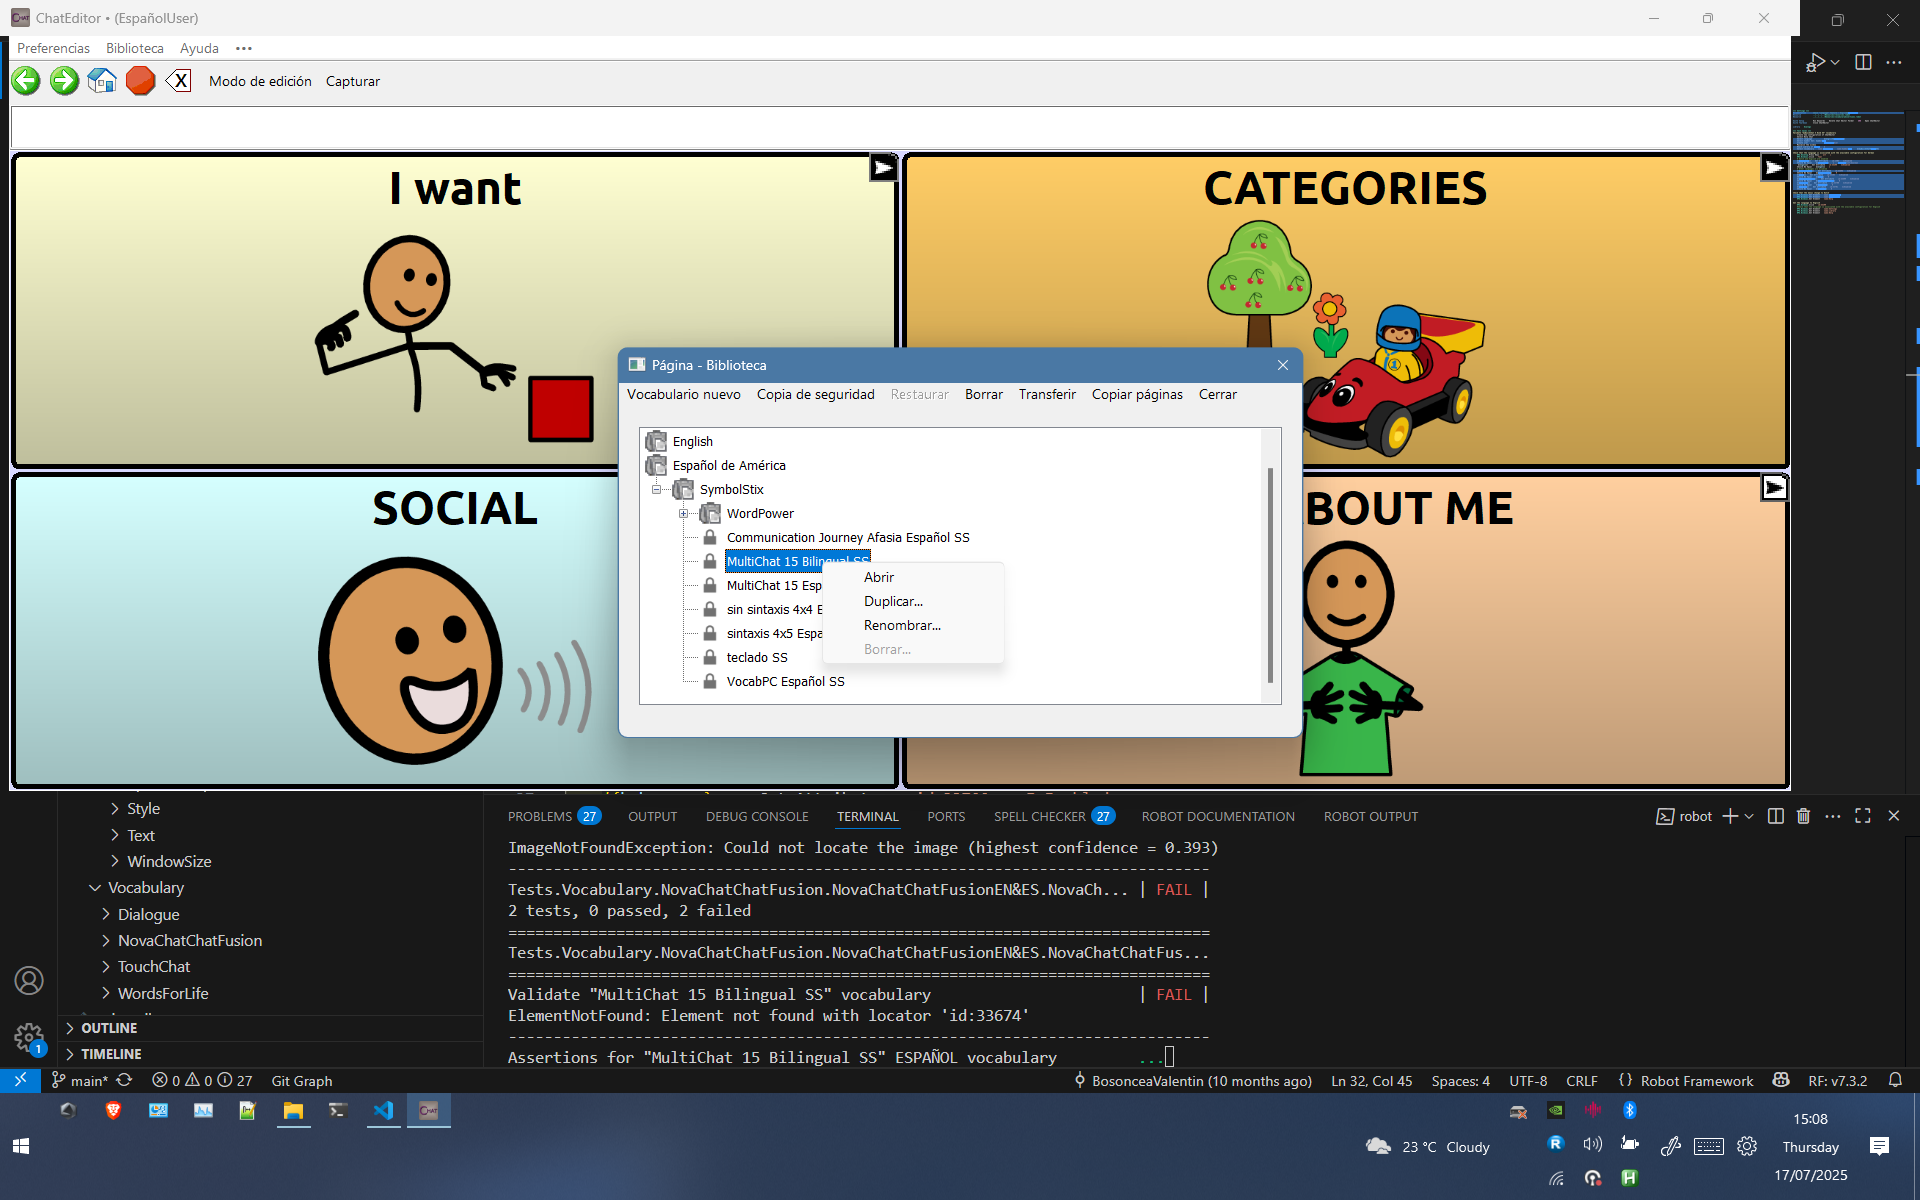 ChatEditor • (EspañolUser)
Preferencias Biblioteca Ayuda •••
Modo de edición Capturar
I want
CATEGORIES
SOCIAL
BOUT ME
Página - Biblioteca
Vocabulario nuevo Copia de seguridad Restaurar Borrar Transferir Copiar páginas Cerrar
English
Español de América
SymbolStix
WordPower
Communication Journey Afasia Español SS
MultiChat 15 Bilingual SS
MultiChat 15 Esp
sin sintaxis 4x4 E
sintaxis 4x5 Espa
teclado SS
VocabPC Español SS
Abrir
Duplicar...
Renombrar...
Borrar...
Style
Text
WindowSize
Vocabulary
Dialogue
NovaChatChatFusion
TouchChat
WordsForLife
OUTLINE
TIMELINE
PROBLEMS 27 OUTPUT DEBUG CONSOLE TERMINAL PORTS SPELL CHECKER 27 ROBOT DOCUMENTATION ROBOT OUTPUT
robot
ImageNotFoundException: Could not locate the image (highest confidence = 0.393)
------------------------------------------------------------------------------
Tests.Vocabulary.NovaChatChatFusion.NovaChatChatFusionEN&ES.NovaCh... | FAIL |
2 tests, 0 passed, 2 failed
==============================================================================
Tests.Vocabulary.NovaChatChatFusion.NovaChatChatFusionEN&ES.NovaChatChatFus...
==============================================================================
Validate "MultiChat 15 Bilingual SS" vocabulary | FAIL |
ElementNotFound: Element not found with locator 'id:33674'
------------------------------------------------------------------------------
Assertions for "MultiChat 15 Bilingual SS" ESPAÑOL vocabulary ...
1
main* 0 0 27 Git Graph
BosonceaValentin (10 months ago) Ln 32, Col 45 Spaces: 4 UTF-8 CRLF {} Robot Framework RF: v7.3.2
23 °C Cloudy
15:08
Thursday
17/07/2025